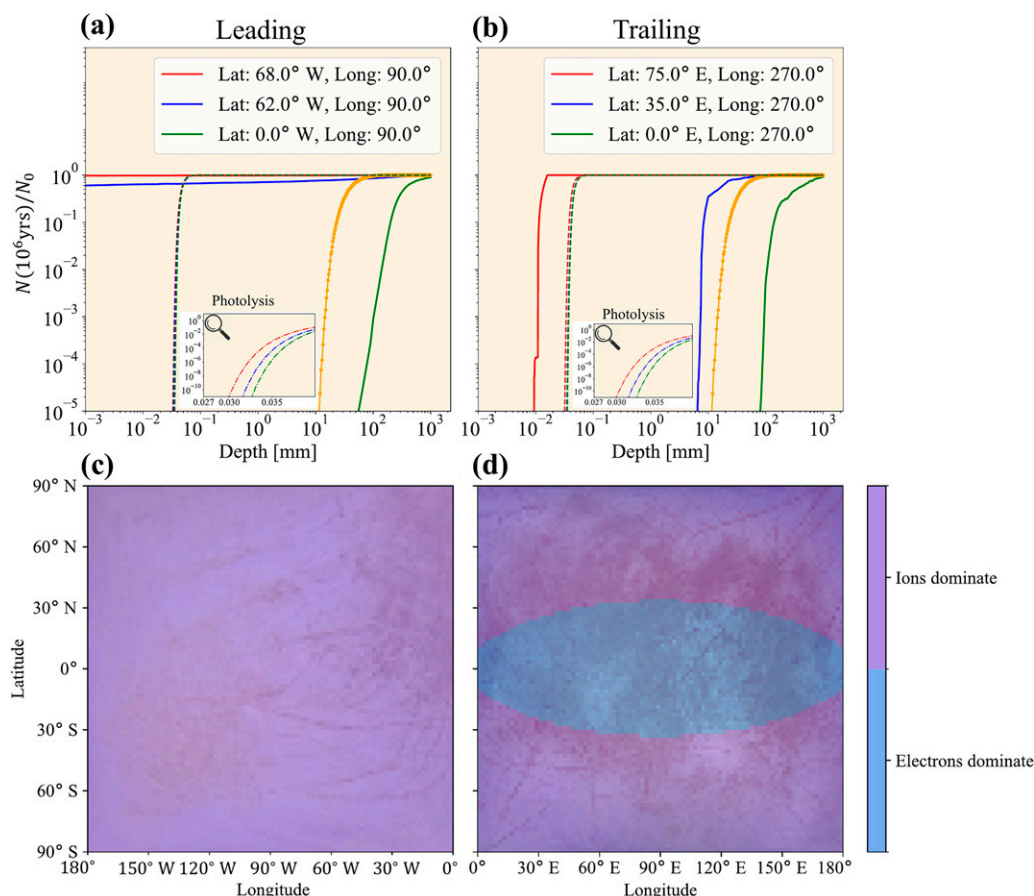 (a) Leading
(b) Trailing
Lat: 68.0° W, Long: 90.0°
Lat: 62.0° W, Long: 90.0°
Lat: 0.0° W, Long: 90.0°
Lat: 75.0° E, Long: 270.0°
Lat: 35.0° E, Long: 270.0°
Lat: 0.0° E, Long: 270.0°
N(10⁶yrs)/N₀
10⁰
10⁻¹
10⁻²
10⁻³
10⁻⁴
10⁻⁵
Photolysis
10⁰
10⁻²
10⁻⁴
10⁻⁶
10⁻⁸
10⁻¹⁰
0.027 0.030 0.035
10⁻³ 10⁻² 10⁻¹ 10⁰ 10¹ 10² 10³
Depth [mm]
Photolysis
10⁰
10⁻²
10⁻⁴
10⁻⁶
10⁻⁸
10⁻¹⁰
0.027 0.030 0.035
10⁻³ 10⁻² 10⁻¹ 10⁰ 10¹ 10² 10³
Depth [mm]
(c)
(d)
Latitude
90° N
60° N
30° N
0°
30° S
60° S
90° S
180° 150° W 120° W 90° W 60° W 30° W 0°
Longitude
0° 30° E 60° E 90° E 120° E 150° E 180°
Longitude
Ions dominate
Electrons dominate